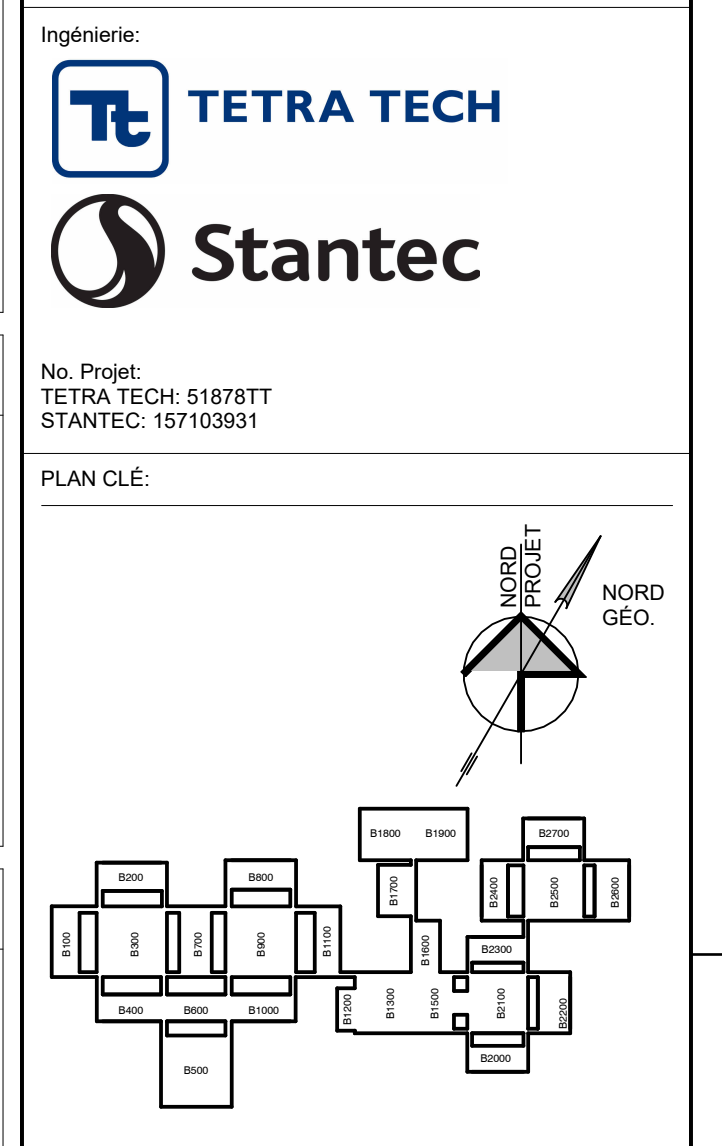 Ingénierie:
Tt TETRA TECH
Stantec
No. Projet:
TETRA TECH: 51878TT
STANTEC: 157103931
PLAN CLÉ:
NORD
PROJET
NORD
GÉO.
B1800 B1900
B2700
B200
B800
B1700
B2400
B2500
B2600
B100
B300
B700
B900
B1100
B1600
B2300
B400
B600
B1000
B1200
B1300
B1500
B2100
B2200
B2000
B500